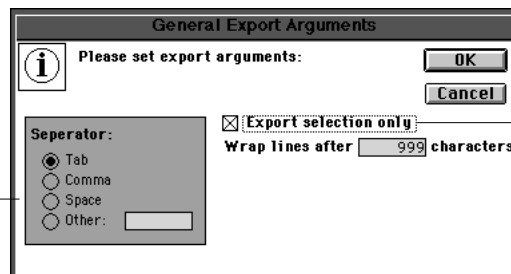 General Export Arguments
Please set export arguments:
OK
Cancel
Export selection only
Wrap lines after 999 characters
Seperator:
Tab
Comma
Space
Other: